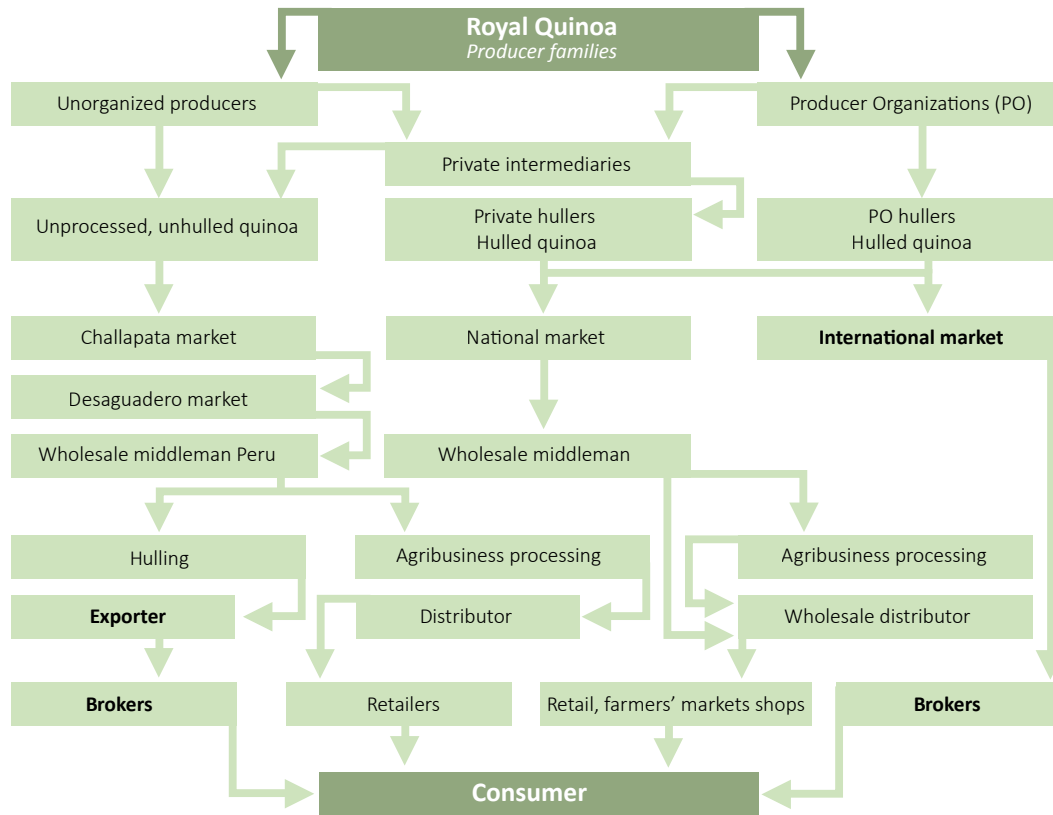 Royal Quinoa
Producer families
Unorganized producers
Producer Organizations (PO)
Private intermediaries
Unprocessed, unhulled quinoa
Private hullers
Hulled quinoa
PO hullers
Hulled quinoa
Challapata market
National market
International market
Desaguadero market
Wholesale middleman Peru
Wholesale middleman
Hulling
Agribusiness processing
Agribusiness processing
Exporter
Distributor
Wholesale distributor
Brokers
Retailers
Retail, farmers’ markets shops
Brokers
Consumer